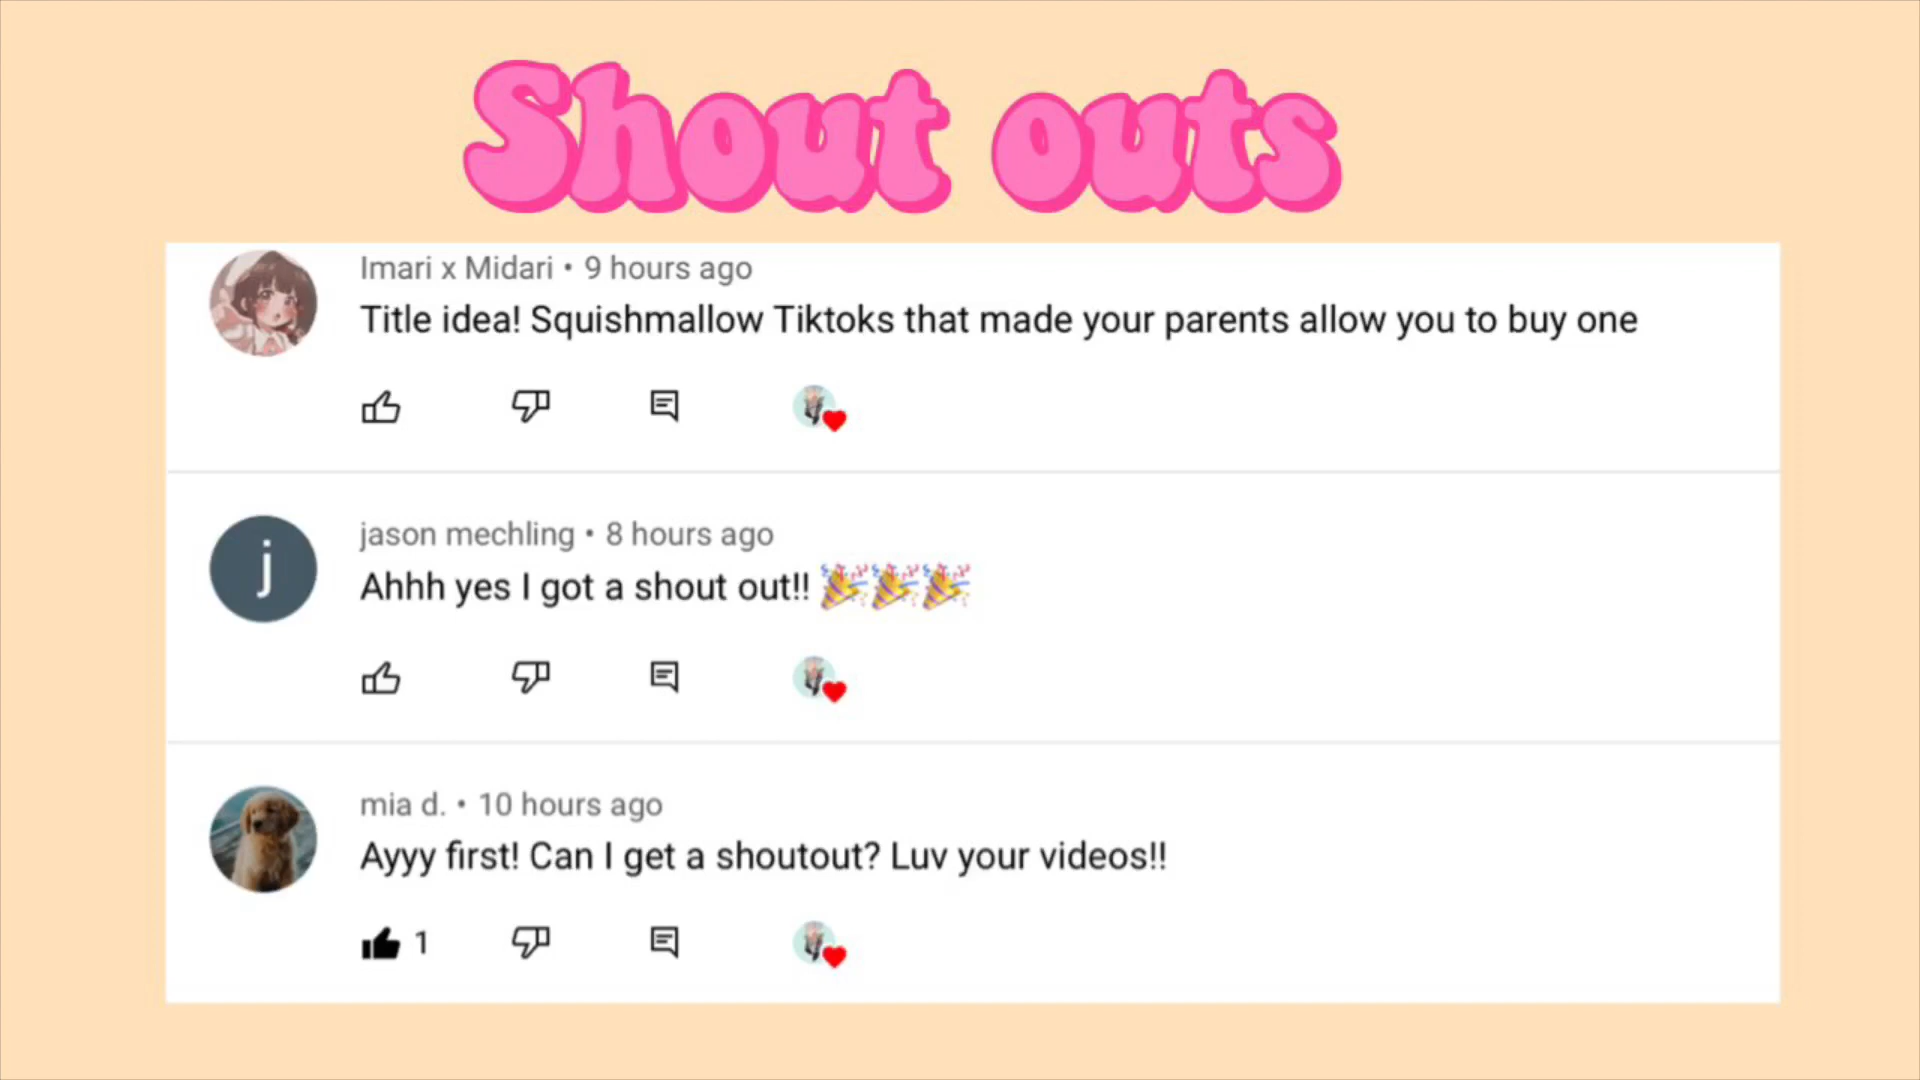 Shout outs
Imari x Midari • 9 hours ago
Title idea! Squishmallow Tiktoks that made your parents allow you to buy one
j
jason mechling • 8 hours ago
Ahhh yes I got a shout out!! 🎉🎉🎉
mia d. • 10 hours ago
Ayyy first! Can I get a shoutout? Luv your videos!!
1